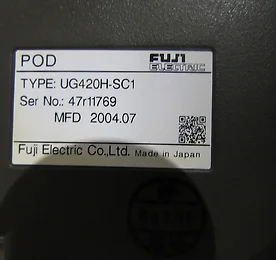 POD
FUJI
ELECTRIC
TYPE: UG420H-SC1
Ser No.: 47r11769
MFD 2004.07
Fuji Electric Co.,Ltd. Made in Japan